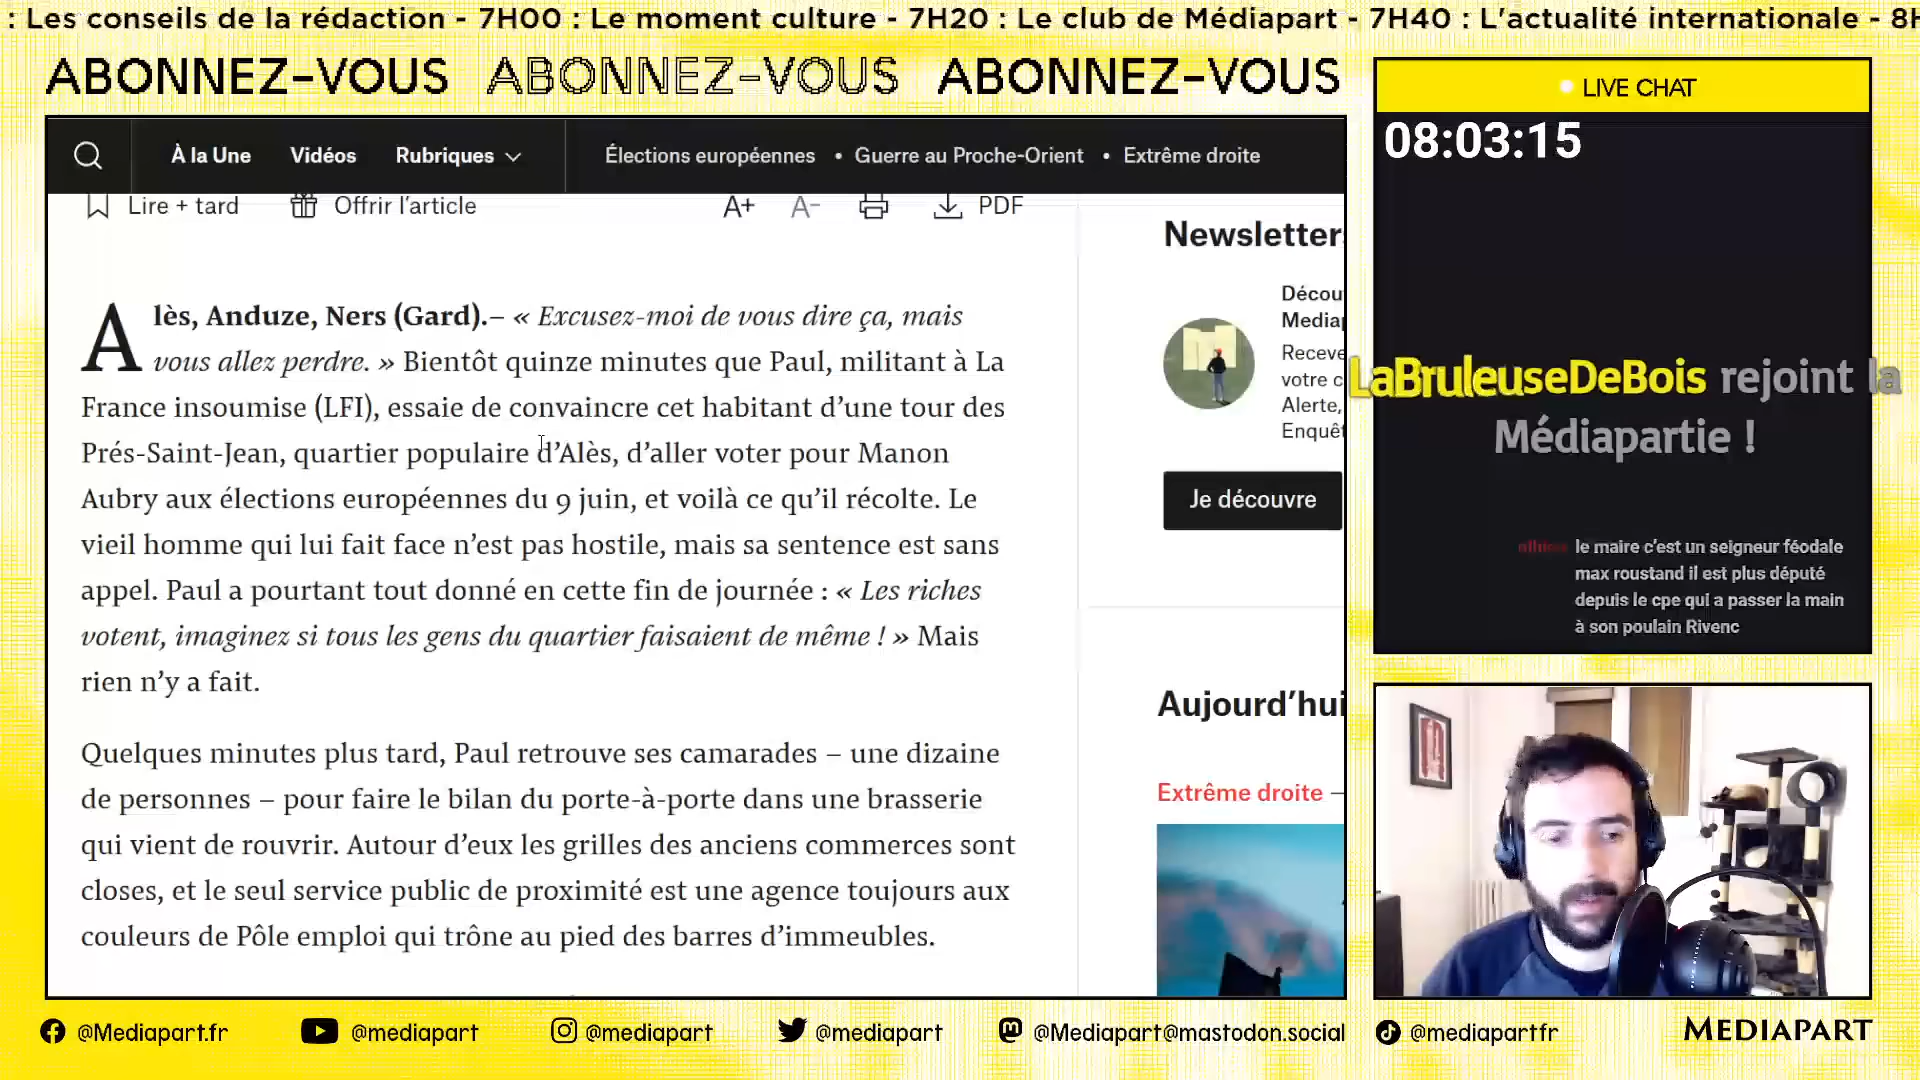 : Les conseils de la rédaction - 7H00 : Le moment culture - 7H20 : Le club de Médiapart - 7H40 : L'actualité internationale - 8H
ABONNEZ-VOUS ABONNEZ-VOUS ABONNEZ-VOUS
À la Une Vidéos Rubriques Élections européennes • Guerre au Proche-Orient • Extrême droite
Lire + tard Offrir l'article A+ A- PDF
Alès, Anduze, Ners (Gard).– « Excusez-moi de vous dire ça, mais
vous allez perdre. » Bientôt quinze minutes que Paul, militant à La
France insoumise (LFI), essaie de convaincre cet habitant d'une tour des
Prés-Saint-Jean, quartier populaire d'Alès, d'aller voter pour Manon
Aubry aux élections européennes du 9 juin, et voilà ce qu'il récolte. Le
vieil homme qui lui fait face n'est pas hostile, mais sa sentence est sans
appel. Paul a pourtant tout donné en cette fin de journée : « Les riches
votent, imaginez si tous les gens du quartier faisaient de même ! » Mais
rien n'y a fait.
Quelques minutes plus tard, Paul retrouve ses camarades – une dizaine
de personnes – pour faire le bilan du porte-à-porte dans une brasserie
qui vient de rouvrir. Autour d'eux les grilles des anciens commerces sont
closes, et le seul service public de proximité est une agence toujours aux
couleurs de Pôle emploi qui trône au pied des barres d'immeubles.
Newsletter
Découv
Mediap
Receve
votre c
Alerte,
Enquêt
Je découvre
Aujourd'hui
Extrême droite —
LIVE CHAT
08:03:15
LaBruleuseDeBois rejoint la
Médiapartie !
le maire c'est un seigneur féodale
max roustand il est plus député
depuis le cpe qui a passer la main
à son poulain Rivenc
@Mediapart.fr @mediapart @mediapart @mediapart @Mediapart@mastodon.social @mediapartfr MEDIAPART